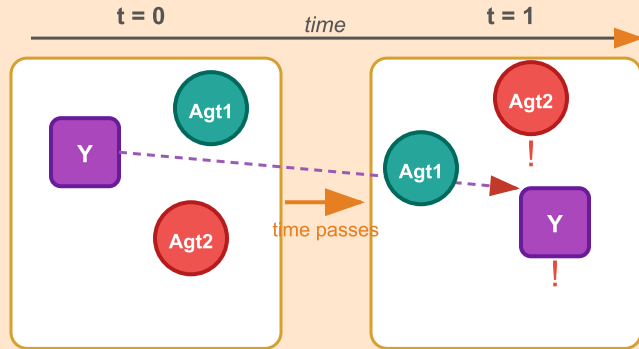 t = 0
time
t = 1
Agt1
Y
Agt2
time passes
Agt2
!
Agt1
Y
!